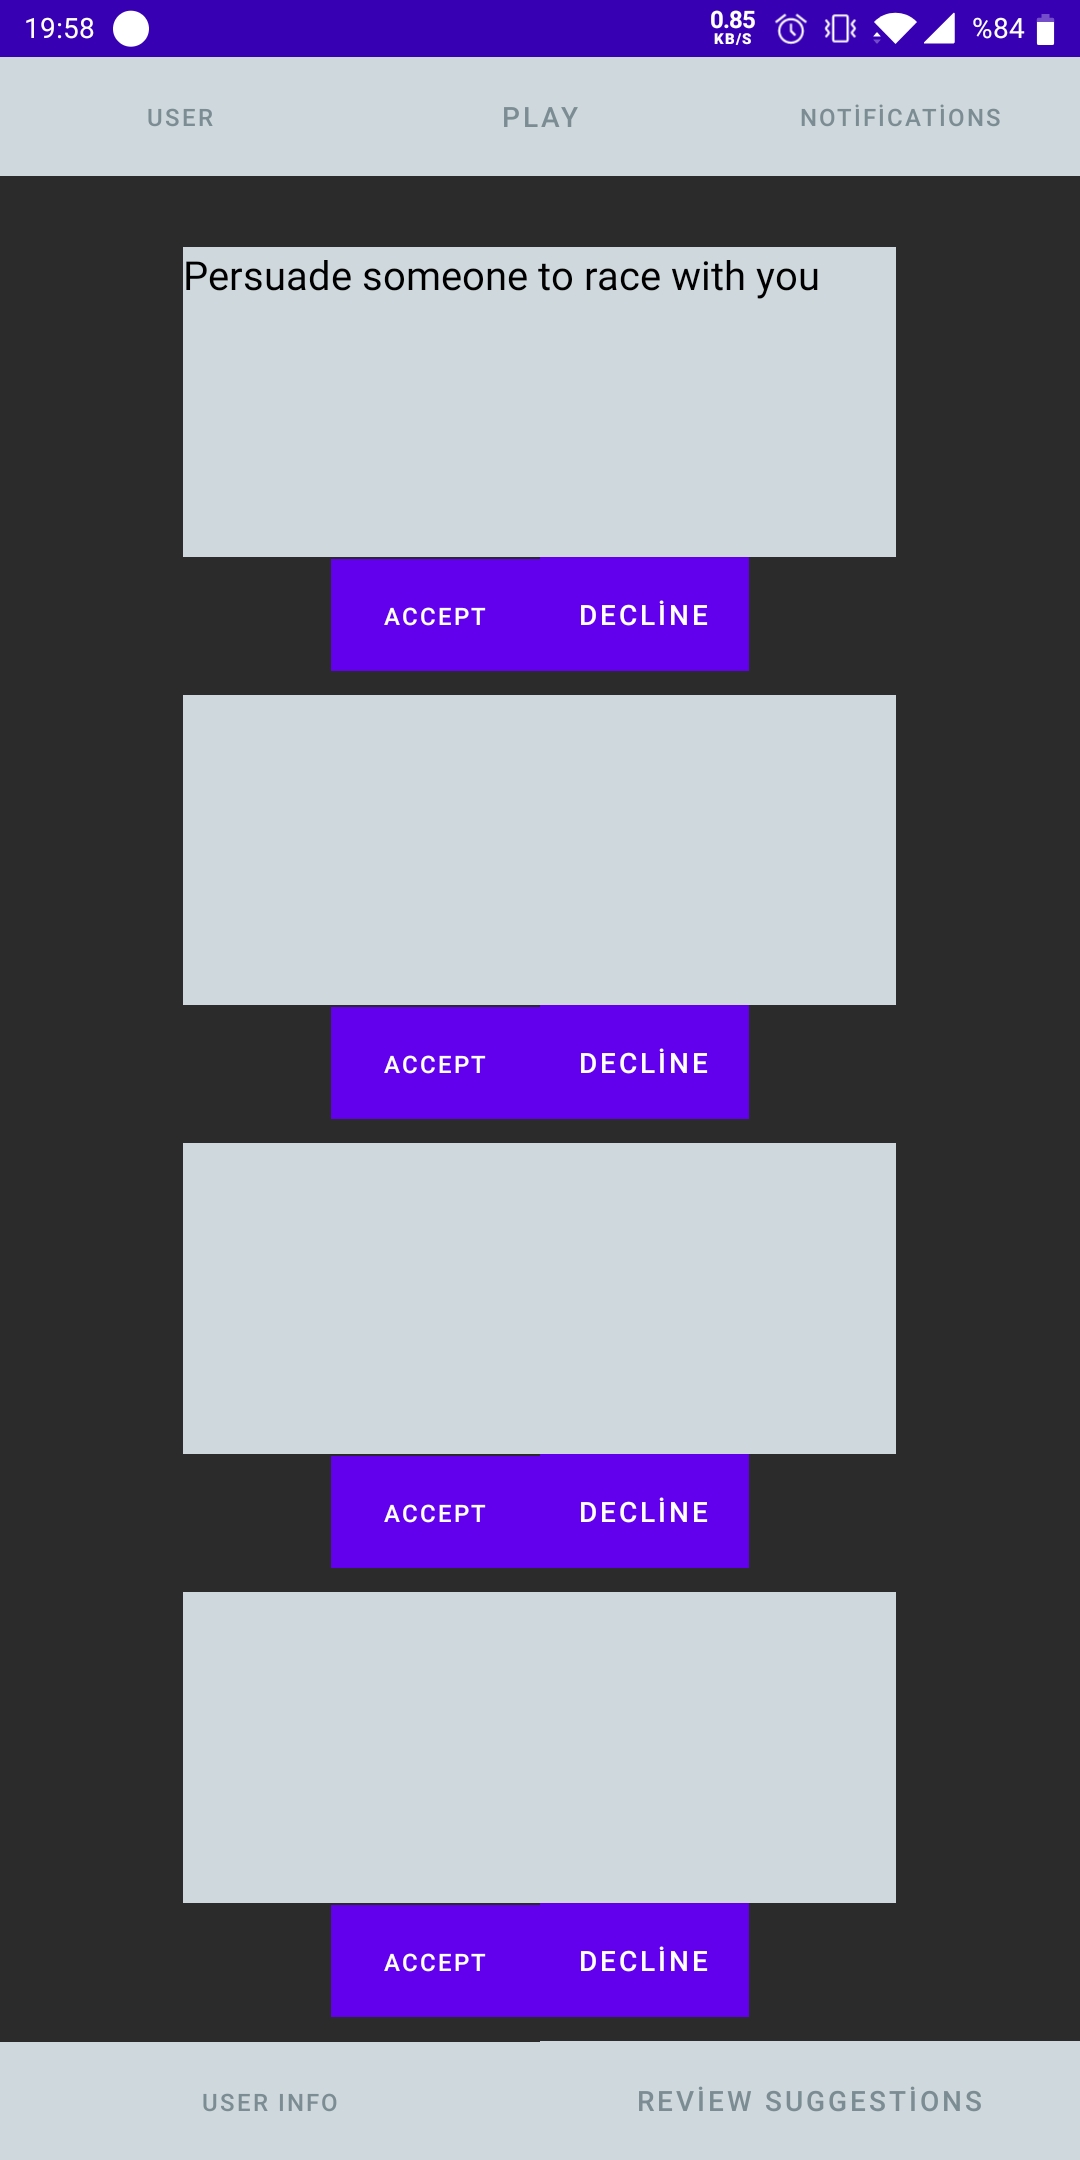 19:58 0.85 KB/S %84
USER PLAY NOTİFİCATİONS
Persuade someone to race with you
ACCEPT DECLİNE
ACCEPT DECLİNE
ACCEPT DECLİNE
ACCEPT DECLİNE
USER INFO REVİEW SUGGESTİONS